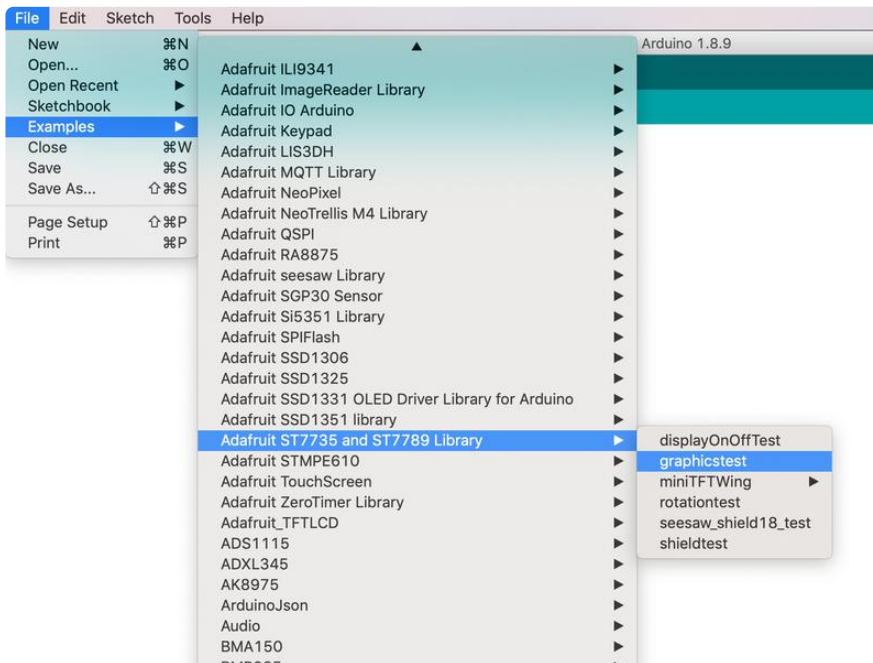 File Edit Sketch Tools Help
Arduino 1.8.9
New ⌘N
Open... ⌘O
Open Recent ▶
Sketchbook ▶
Examples ▶
Close ⌘W
Save ⌘S
Save As... ⇧⌘S
Page Setup ⇧⌘P
Print ⌘P
▲
Adafruit ILI9341 ▶
Adafruit ImageReader Library ▶
Adafruit IO Arduino ▶
Adafruit Keypad ▶
Adafruit LIS3DH ▶
Adafruit MQTT Library ▶
Adafruit NeoPixel ▶
Adafruit NeoTrellis M4 Library ▶
Adafruit QSPI ▶
Adafruit RA8875 ▶
Adafruit seesaw Library ▶
Adafruit SGP30 Sensor ▶
Adafruit Si5351 Library ▶
Adafruit SPIFlash ▶
Adafruit SSD1306 ▶
Adafruit SSD1325 ▶
Adafruit SSD1331 OLED Driver Library for Arduino ▶
Adafruit SSD1351 library ▶
Adafruit ST7735 and ST7789 Library ▶
Adafruit STMPE610 ▶
Adafruit TouchScreen ▶
Adafruit ZeroTimer Library ▶
Adafruit_TFTLCD ▶
ADS1115 ▶
ADXL345 ▶
AK8975 ▶
ArduinoJson ▶
Audio ▶
BMA150 ▶
displayOnOffTest
graphicstest
miniTFTWing ▶
rotationtest
seesaw_shield18_test
shieldtest